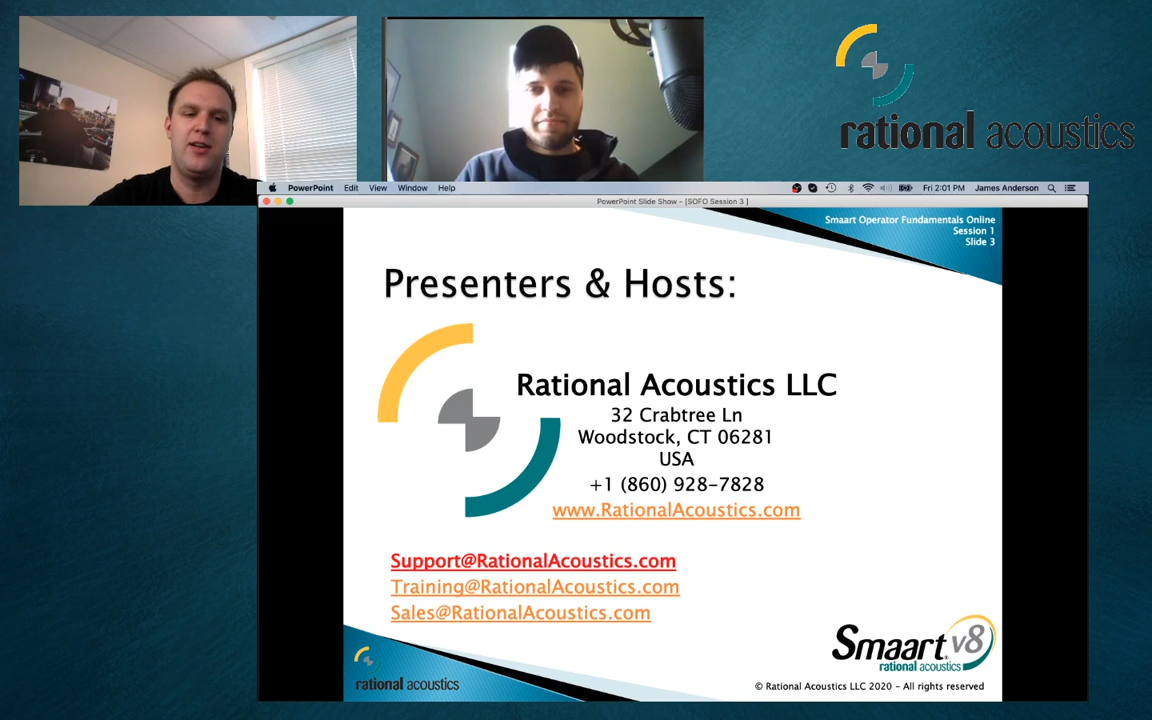 rational acoustics
PowerPoint Edit View Window Help Fri 2:01 PM James Anderson
PowerPoint Slide Show - [SOFO Session 3 ]
Smaart Operator Fundamentals Online
Session 1
Slide 3
Presenters & Hosts:
Rational Acoustics LLC
32 Crabtree Ln
Woodstock, CT 06281
USA
+1 (860) 928-7828
www.RationalAcoustics.com
Support@RationalAcoustics.com
Training@RationalAcoustics.com
Sales@RationalAcoustics.com
Smaart® v8
rational acoustics
rational acoustics
© Rational Acoustics LLC 2020 - All rights reserved